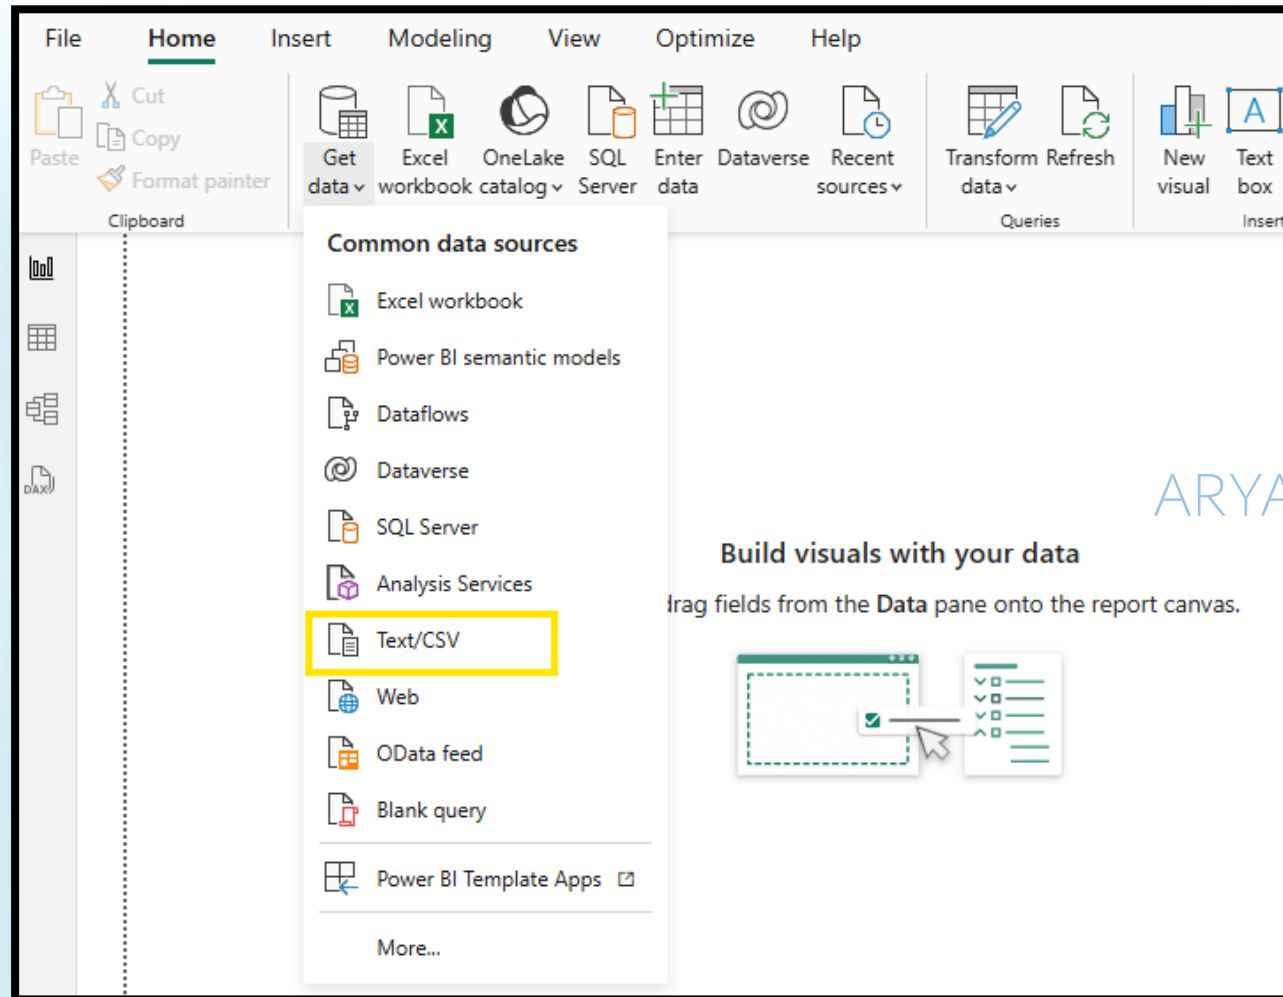 File Home Insert Modeling View Optimize Help
Cut
Copy
Paste
Format painter
Clipboard
Get data
Excel workbook
OneLake catalog
SQL Server
Enter data
Dataverse
Recent sources
Transform data
Refresh
Queries
New visual
Text box
Insert
A
X
Common data sources
Excel workbook
Power BI semantic models
Dataflows
Dataverse
SQL Server
Analysis Services
Text/CSV
Web
OData feed
Blank query
Power BI Template Apps
More...
DAX
ARYA
Build visuals with your data
drag fields from the Data pane onto the report canvas.